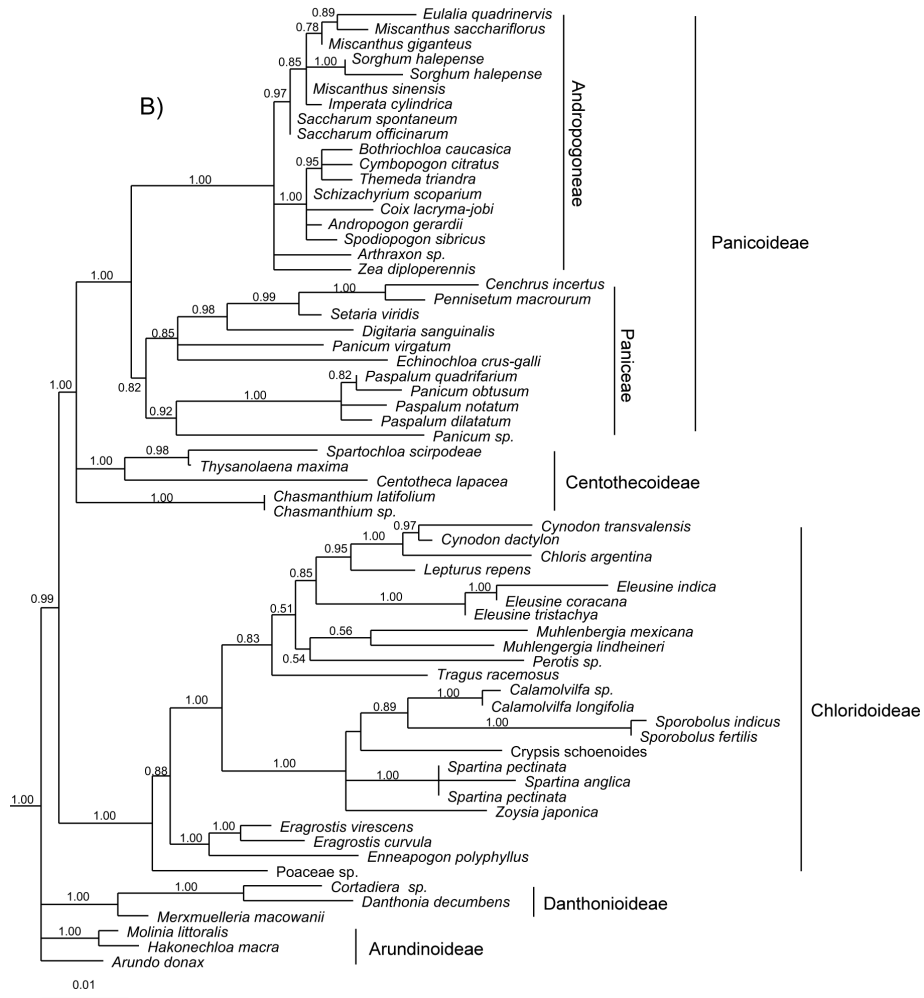 0.89
Eulalia quadrinervis
0.78
Miscanthus sacchariflorus
Miscanthus giganteus
Sorghum halepense
0.85
1.00
Sorghum halepense
Andropogoneae
Miscanthus sinensis
0.97
B)
Imperata cylindrica
Saccharum spontaneum
Saccharum officinarum
Bothriochloa caucasica
0.95
Cymbopogon citratus
1.00
Themeda triandra
1.00
Schizachyrium scoparium
Coix lacryma-jobi
Andropogon gerardii
Spodiopogon sibricus
Panicoideae
Arthraxon sp.
Zea diploperennis
1.00
1.00
Cenchrus incertus
0.99
Pennisetum macrourum
0.98
Setaria viridis
0.85
Digitaria sanguinalis
Panicum virgatum
Paniceae
Echinochloa crus-galli
0.82
Paspalum quadrifarium
1.00
0.82
Panicum obtusum
1.00
Paspalum notatum
0.92
Paspalum dilatatum
Panicum sp.
0.98
Spartochloa scirpodeae
1.00
Thysanolaena maxima
Centotheca lapacea
Centothecoideae
1.00
Chasmanthium latifolium
Chasmanthium sp.
0.97
Cynodon transvalensis
1.00
Cynodon dactylon
0.95
Chloris argentina
0.85
Lepturus repens
1.00
Eleusine indica
0.99
1.00
Eleusine coracana
0.51
Eleusine tristachya
0.56
Muhlenbergia mexicana
0.83
Muhlengergia lindheineri
0.54
Perotis sp.
Tragus racemosus
1.00
Calamolvilfa sp.
1.00
0.89
Calamolvilfa longifolia
Chloridoideae
1.00
Sporobolus indicus
Sporobolus fertilis
Crypsis schoenoides
0.88
1.00
Spartina pectinata
1.00
Spartina anglica
Spartina pectinata
1.00
Zoysia japonica
1.00
1.00
Eragrostis virescens
1.00
Eragrostis curvula
Enneapogon polyphyllus
Poaceae sp.
1.00
Cortadiera sp.
1.00
Danthonia decumbens
Danthonioideae
Merxmuelleria macowanii
1.00
Molinia littoralis
Hakonechloa macra
Arundinoideae
Arundo donax
0.01